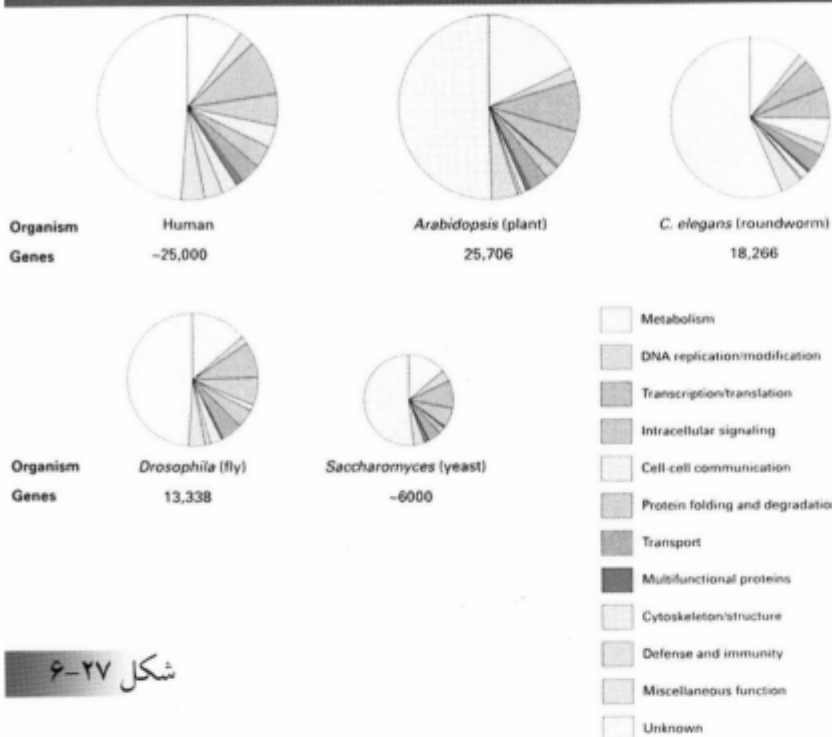 Organism Human Arabidopsis (plant) C. elegans (roundworm)
Genes ~25,000 25,706 18,266
Organism Drosophila (fly) Saccharomyces (yeast)
Genes 13,338 ~6000
Metabolism
DNA replication/modification
Transcription/translation
Intracellular signaling
Cell-cell communication
Protein folding and degradation
Transport
Multifunctional proteins
Cytoskeleton/structure
Defense and immunity
Miscellaneous function
Unknown
شکل ۲۷-۶